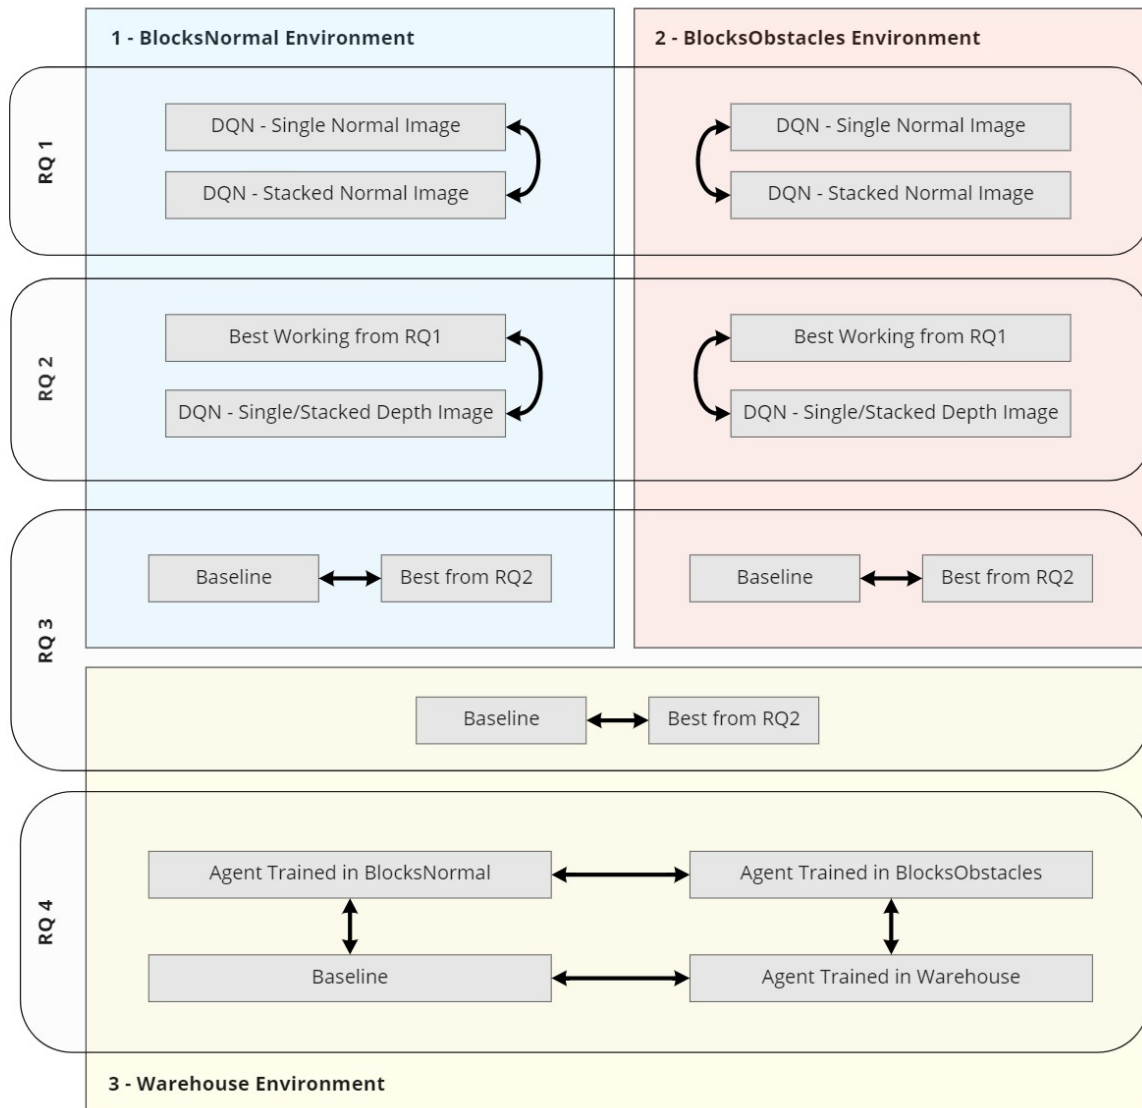 1 - BlocksNormal Environment
2 - BlocksObstacles Environment
RQ 1
DQN - Single Normal Image
DQN - Single Normal Image
DQN - Stacked Normal Image
DQN - Stacked Normal Image
RQ 2
Best Working from RQ1
Best Working from RQ1
DQN - Single/Stacked Depth Image
DQN - Single/Stacked Depth Image
RQ 3
Baseline
Best from RQ2
Baseline
Best from RQ2
Baseline
Best from RQ2
RQ 4
Agent Trained in BlocksNormal
Agent Trained in BlocksObstacles
Baseline
Agent Trained in Warehouse
3 - Warehouse Environment